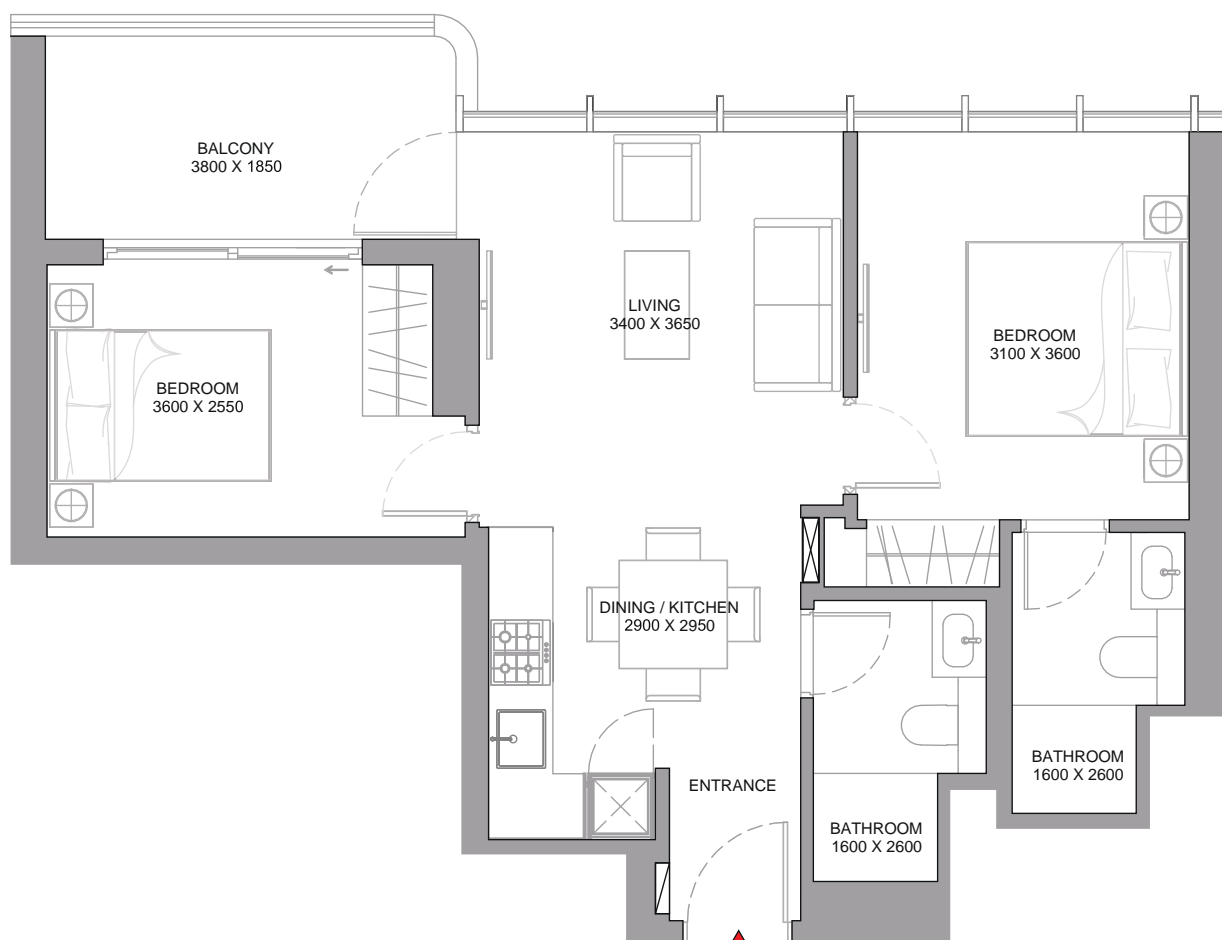 BALCONY
3800 X 1850
LIVING
3400 X 3650
BEDROOM
3100 X 3600
BEDROOM
3600 X 2550
DINING / KITCHEN
2900 X 2950
ENTRANCE
BATHROOM
1600 X 2600
BATHROOM
1600 X 2600